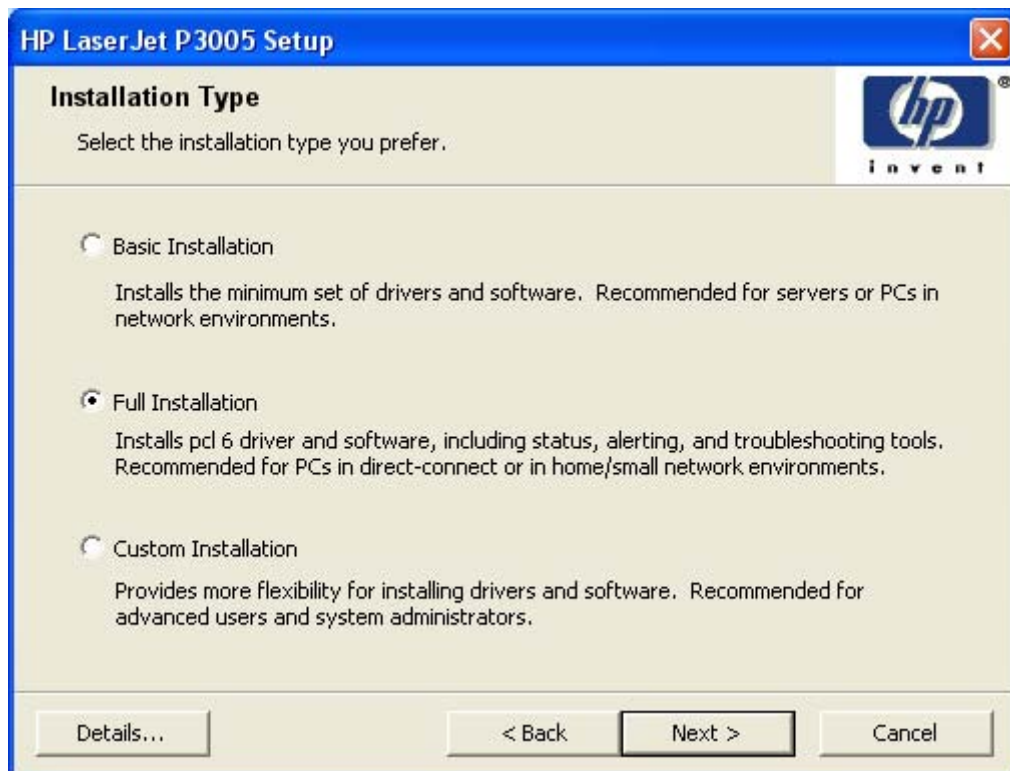 HP LaserJet P3005 Setup
Installation Type
Select the installation type you prefer.
hp
®
invent
Basic Installation
Installs the minimum set of drivers and software. Recommended for servers or PCs in
network environments.
Full Installation
Installs pcl 6 driver and software, including status, alerting, and troubleshooting tools.
Recommended for PCs in direct-connect or in home/small network environments.
Custom Installation
Provides more flexibility for installing drivers and software. Recommended for
advanced users and system administrators.
Details... < Back Next > Cancel